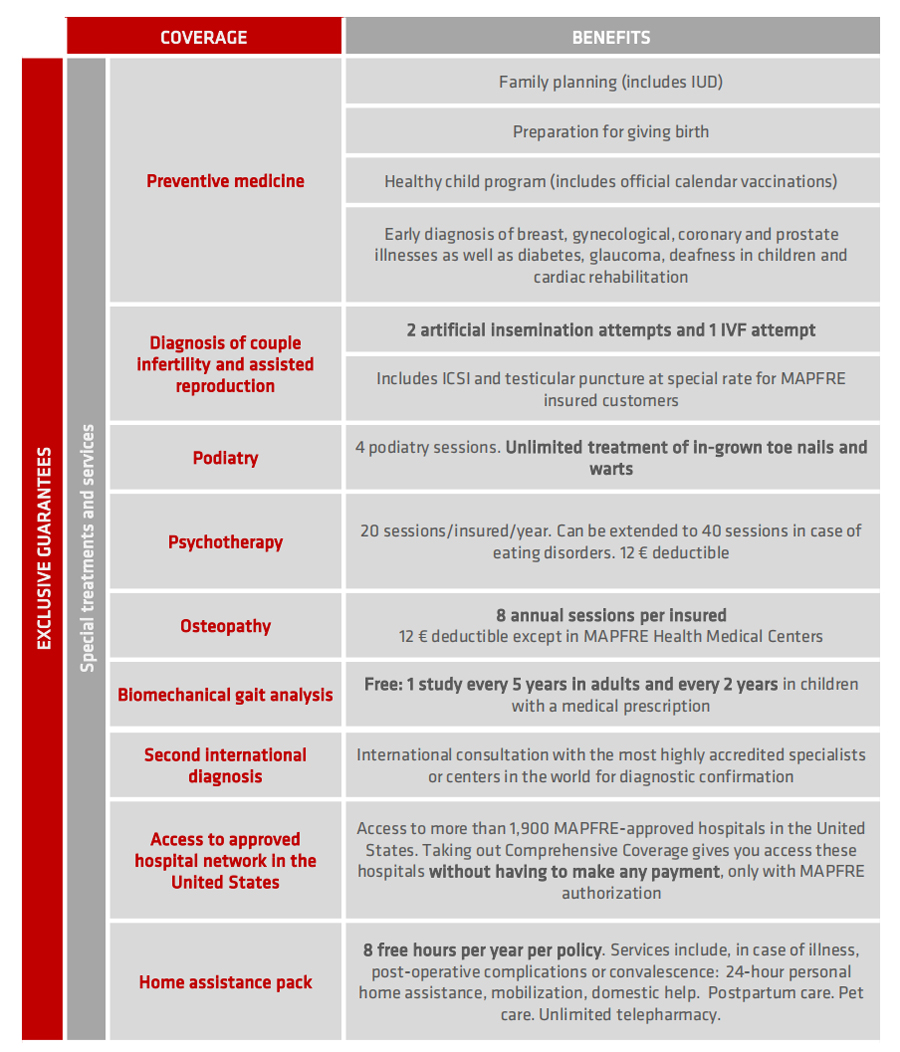 COVERAGE
BENEFITS
EXCLUSIVE GUARANTEES
Special treatments and services
Preventive medicine
Family planning (includes IUD)
Preparation for giving birth
Healthy child program (includes official calendar vaccinations)
Early diagnosis of breast, gynecological, coronary and prostate
illnesses as well as diabetes, glaucoma, deafness in children and
cardiac rehabilitation
Diagnosis of couple
infertility and assisted
reproduction
2 artificial insemination attempts and 1 IVF attempt
Includes ICSI and testicular puncture at special rate for MAPFRE
insured customers
Podiatry
4 podiatry sessions. Unlimited treatment of in-grown toe nails and
warts
Psychotherapy
20 sessions/insured/year. Can be extended to 40 sessions in case of
eating disorders. 12 € deductible
Osteopathy
8 annual sessions per insured
12 € deductible except in MAPFRE Health Medical Centers
Biomechanical gait analysis
Free: 1 study every 5 years in adults and every 2 years in children
with a medical prescription
Second international
diagnosis
International consultation with the most highly accredited specialists
or centers in the world for diagnostic confirmation
Access to approved
hospital network in the
United States
Access to more than 1,900 MAPFRE-approved hospitals in the United
States. Taking out Comprehensive Coverage gives you access these
hospitals without having to make any payment, only with MAPFRE
authorization
Home assistance pack
8 free hours per year per policy. Services include, in case of illness,
post-operative complications or convalescence: 24-hour personal
home assistance, mobilization, domestic help. Postpartum care. Pet
care. Unlimited telepharmacy.